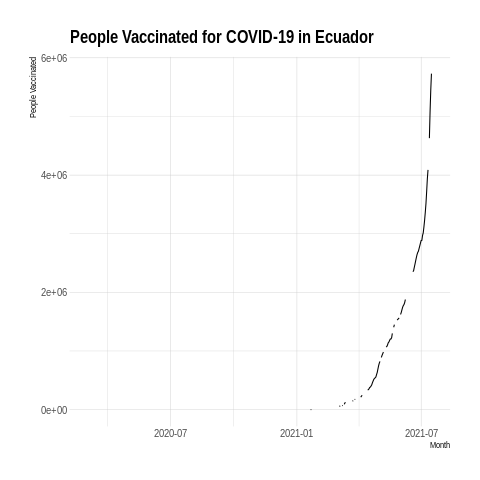 People Vaccinated for COVID-19 in Ecuador
People Vaccinated
6e+06
4e+06
2e+06
0e+00
2020-07
2021-01
2021-07
Month